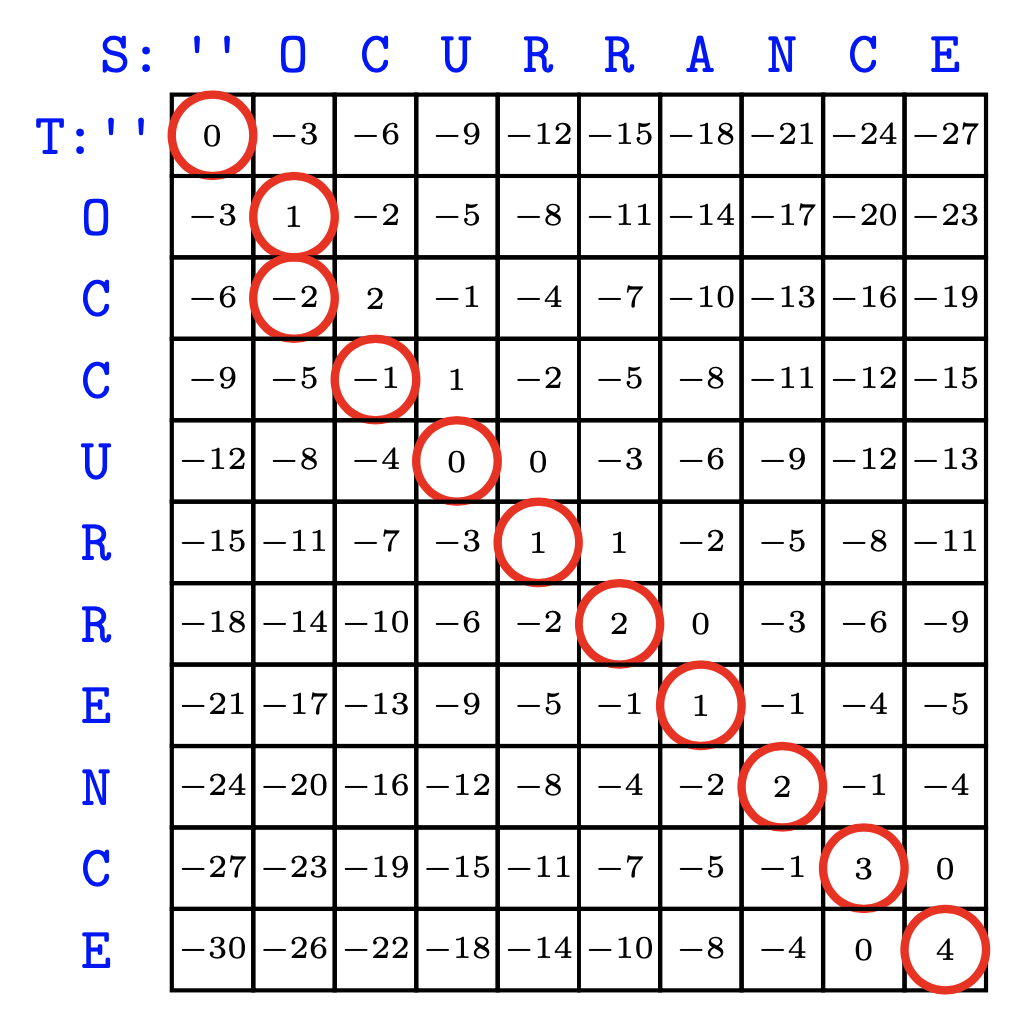 S: '' O C U R R A N C E
T:'' 0 −3 −6 −9 −12 −15 −18 −21 −24 −27
O −3 1 −2 −5 −8 −11 −14 −17 −20 −23
C −6 −2 2 −1 −4 −7 −10 −13 −16 −19
C −9 −5 −1 1 −2 −5 −8 −11 −12 −15
U −12 −8 −4 0 0 −3 −6 −9 −12 −13
R −15 −11 −7 −3 1 1 −2 −5 −8 −11
R −18 −14 −10 −6 −2 2 0 −3 −6 −9
E −21 −17 −13 −9 −5 −1 1 −1 −4 −5
N −24 −20 −16 −12 −8 −4 −2 2 −1 −4
C −27 −23 −19 −15 −11 −7 −5 −1 3 0
E −30 −26 −22 −18 −14 −10 −8 −4 0 4